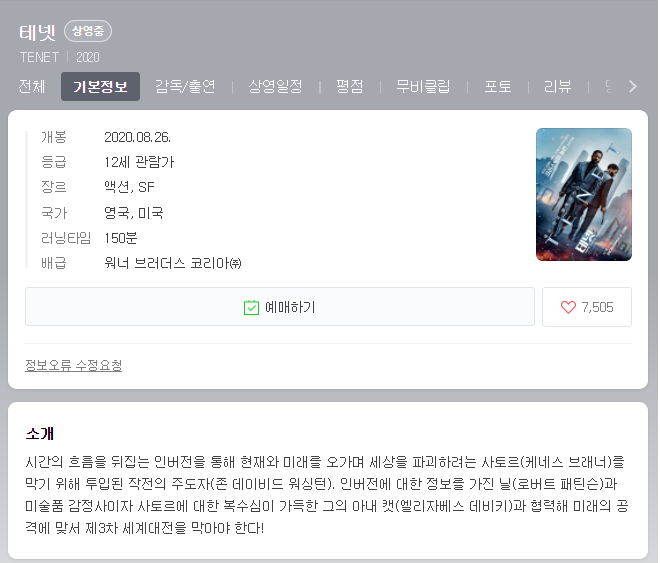 테넷 상영중
TENET 2020
전체 기본정보 감독/출연 상영일정 평점 무비클립 포토 리뷰
개봉 2020.08.26.
등급 12세 관람가
장르 액션, SF
국가 영국, 미국
러닝타임 150분
배급 워너 브러더스 코리아㈜
TENET
테넷
예매하기 7,505
정보오류 수정요청
소개
시간의 흐름을 뒤집는 인버전을 통해 현재와 미래를 오가며 세상을 파괴하려는 사토르(케네스 브래너)를
막기 위해 투입된 작전의 주도자(존 데이비드 워싱턴). 인버전에 대한 정보를 가진 닐(로버트 패틴슨)과
미술품 감정사이자 사토르에 대한 복수심이 가득한 그의 아내 캣(엘리자베스 데비키)과 협력해 미래의 공
격에 맞서 제3차 세계대전을 막아야 한다!